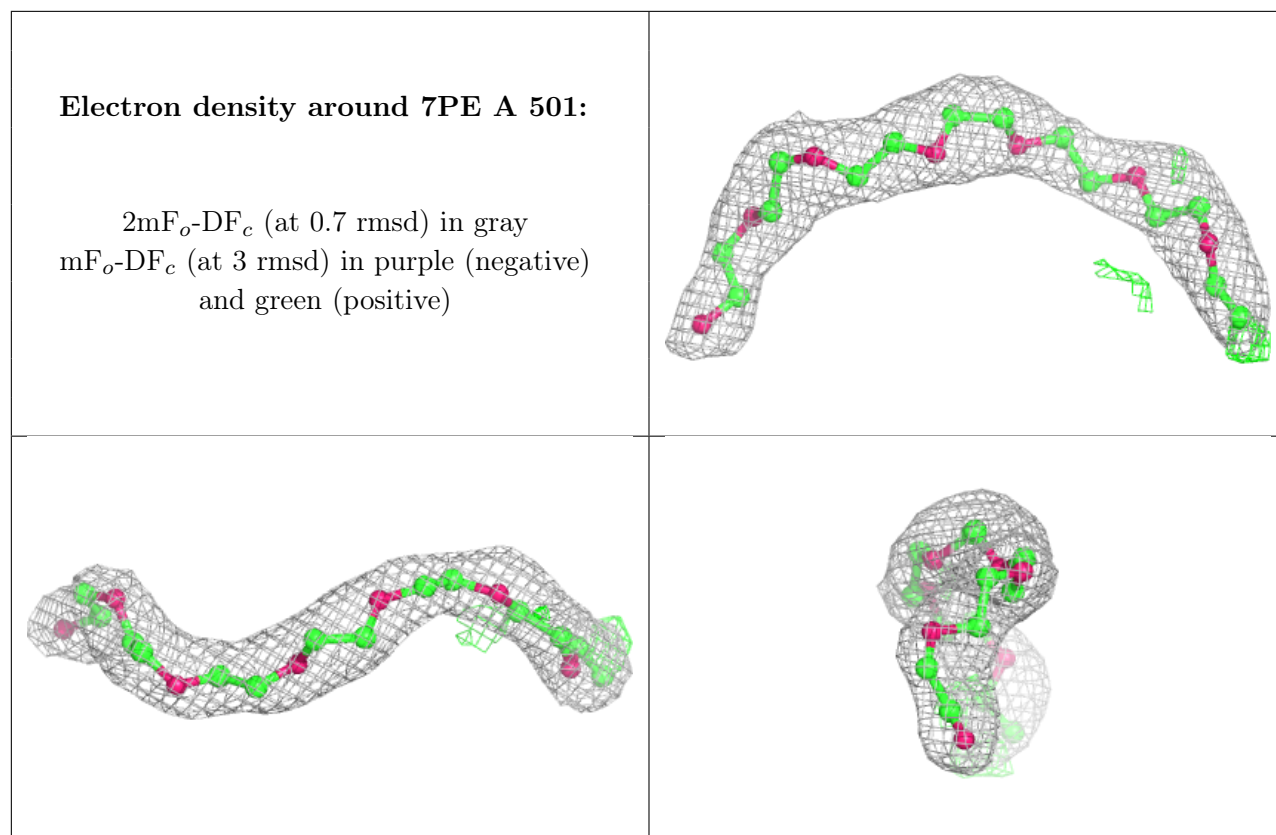 Electron density around 7PE A 501:
2mFo-DFc (at 0.7 rmsd) in gray
mFo-DFc (at 3 rmsd) in purple (negative)
and green (positive)